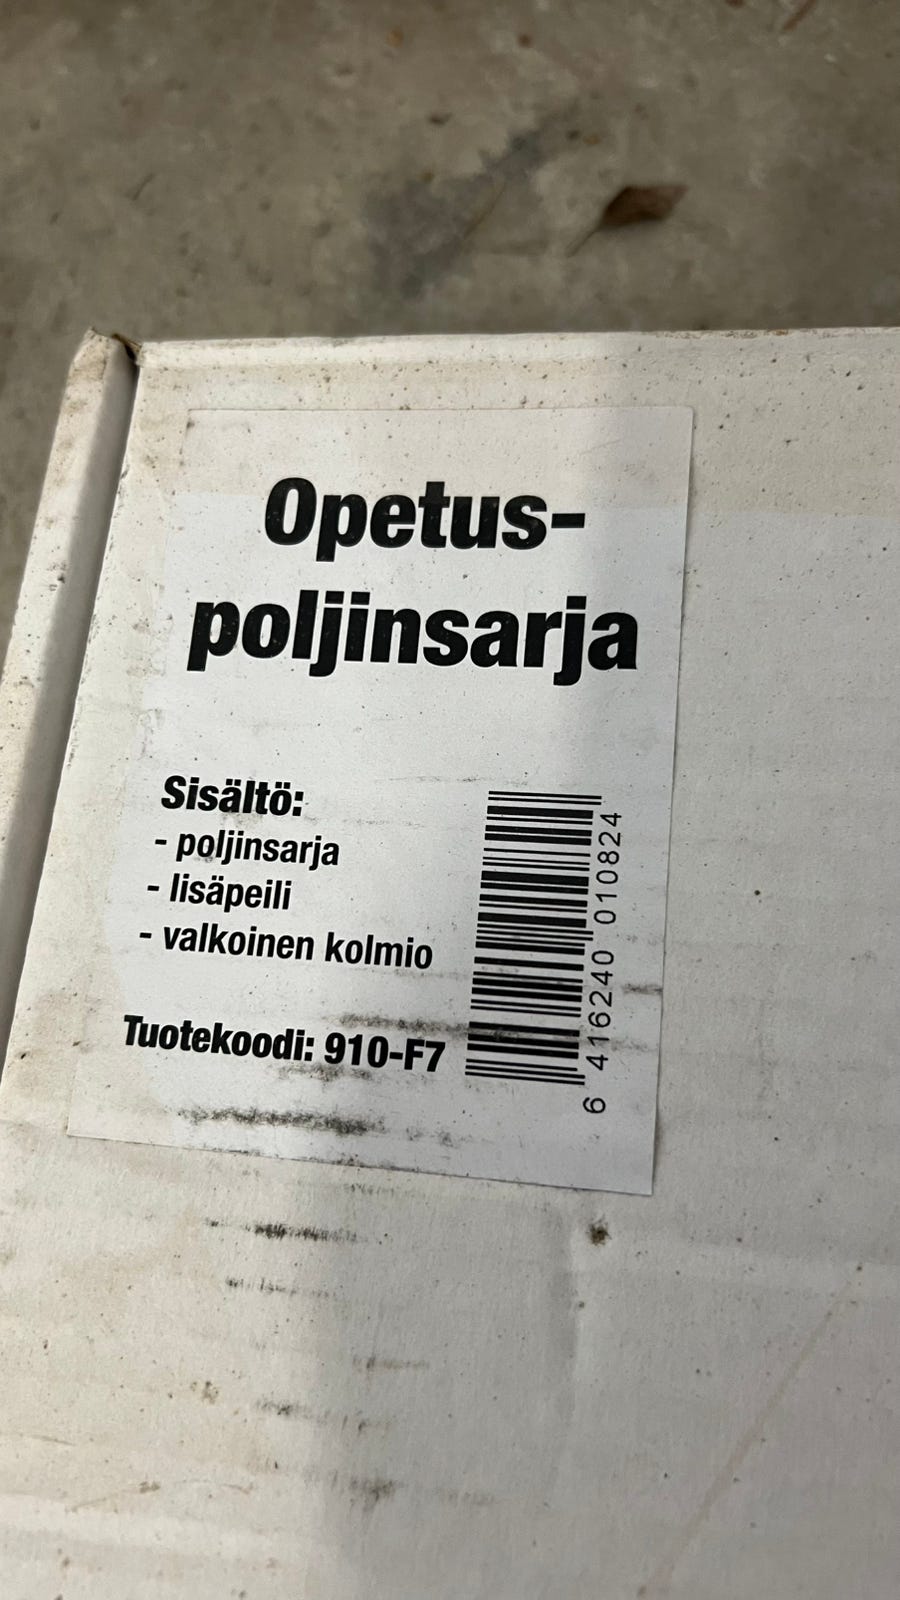 Opetus-
poljinsarja
Sisältö:
- poljinsarja
- lisäpeili
- valkoinen kolmio
Tuotekoodi: 910-F7
6 416240 010824